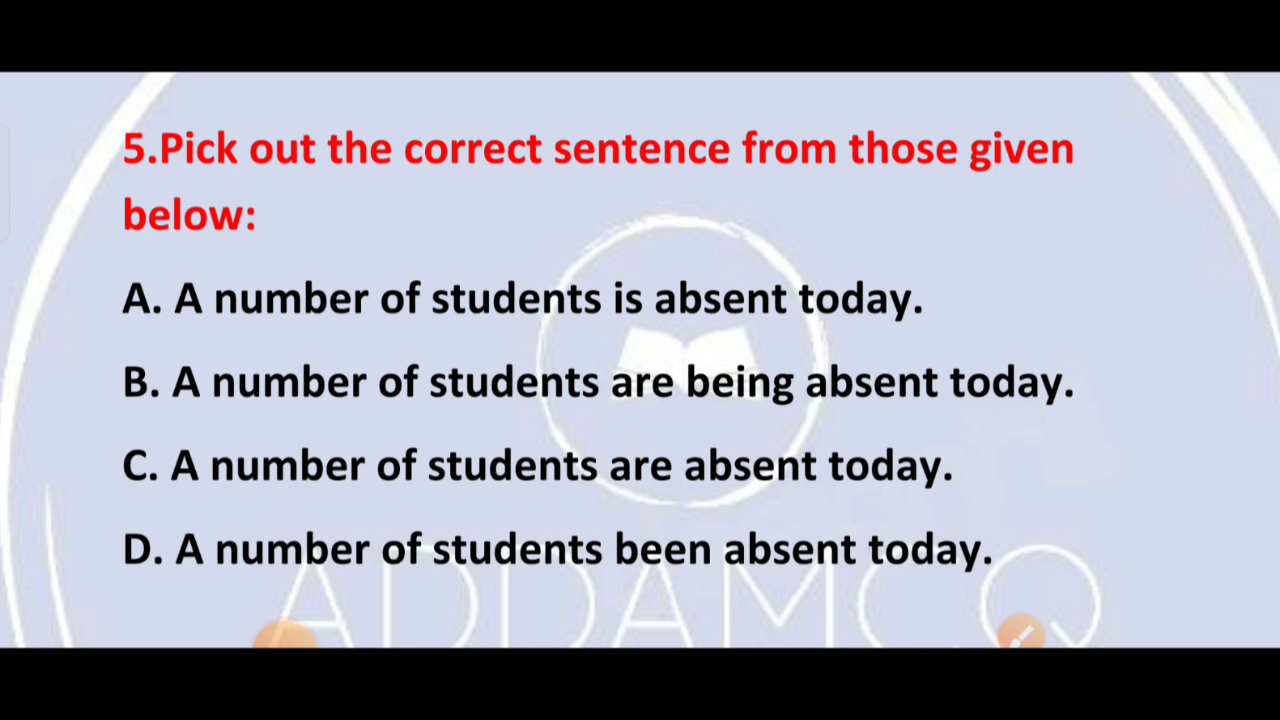 5.Pick out the correct sentence from those given
below:
A. A number of students is absent today.
B. A number of students are being absent today.
C. A number of students are absent today.
D. A number of students been absent today.
ADDAMCQ